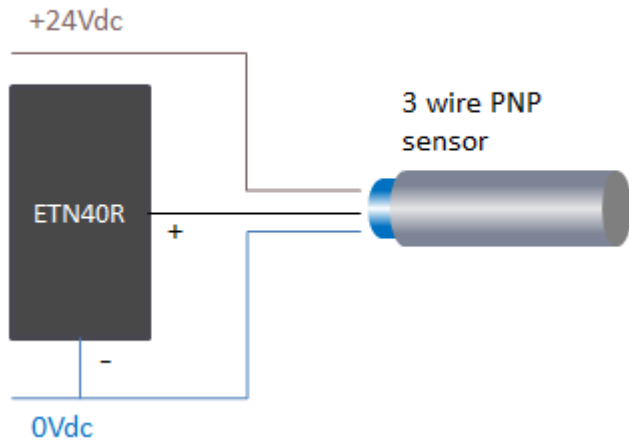 +24Vdc
3 wire PNP
sensor
ETN40R
+
-
0Vdc